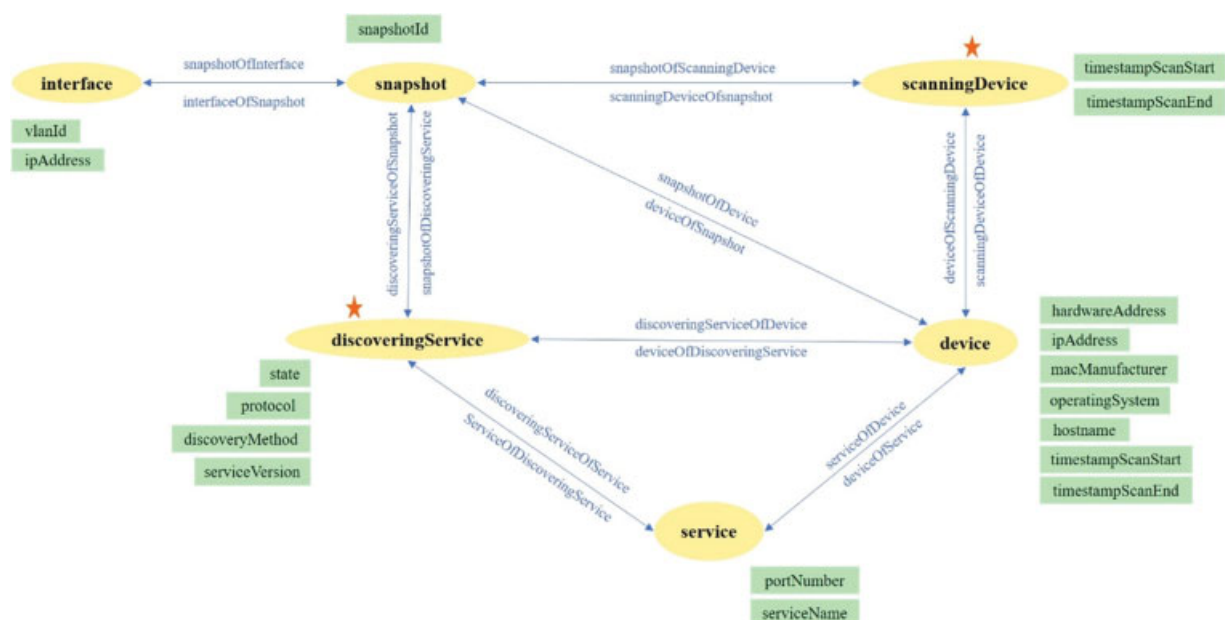 snapshotId
snapshotOfInterface
interface
interfaceOfSnapshot
vlanId
ipAddress
snapshot
snapshotOfScanningDevice
scanningDeviceOfsnapshot
scanningDevice
timestampScanStart
timestampScanEnd
discoveringServiceOfSnapshot
snapshotOfDiscoveringService
snapshotOfDevice
deviceOfSnapshot
deviceOfScanningDevice
scanningDeviceOfDevice
discoveringService
discoveringServiceOfDevice
deviceOfDiscoveringService
device
state
protocol
discoveryMethod
serviceVersion
hardwareAddress
ipAddress
macManufacturer
operatingSystem
hostname
timestampScanStart
timestampScanEnd
discoveringServiceOfService
ServiceOfDiscoveringService
serviceOfDevice
deviceOfService
service
portNumber
serviceName